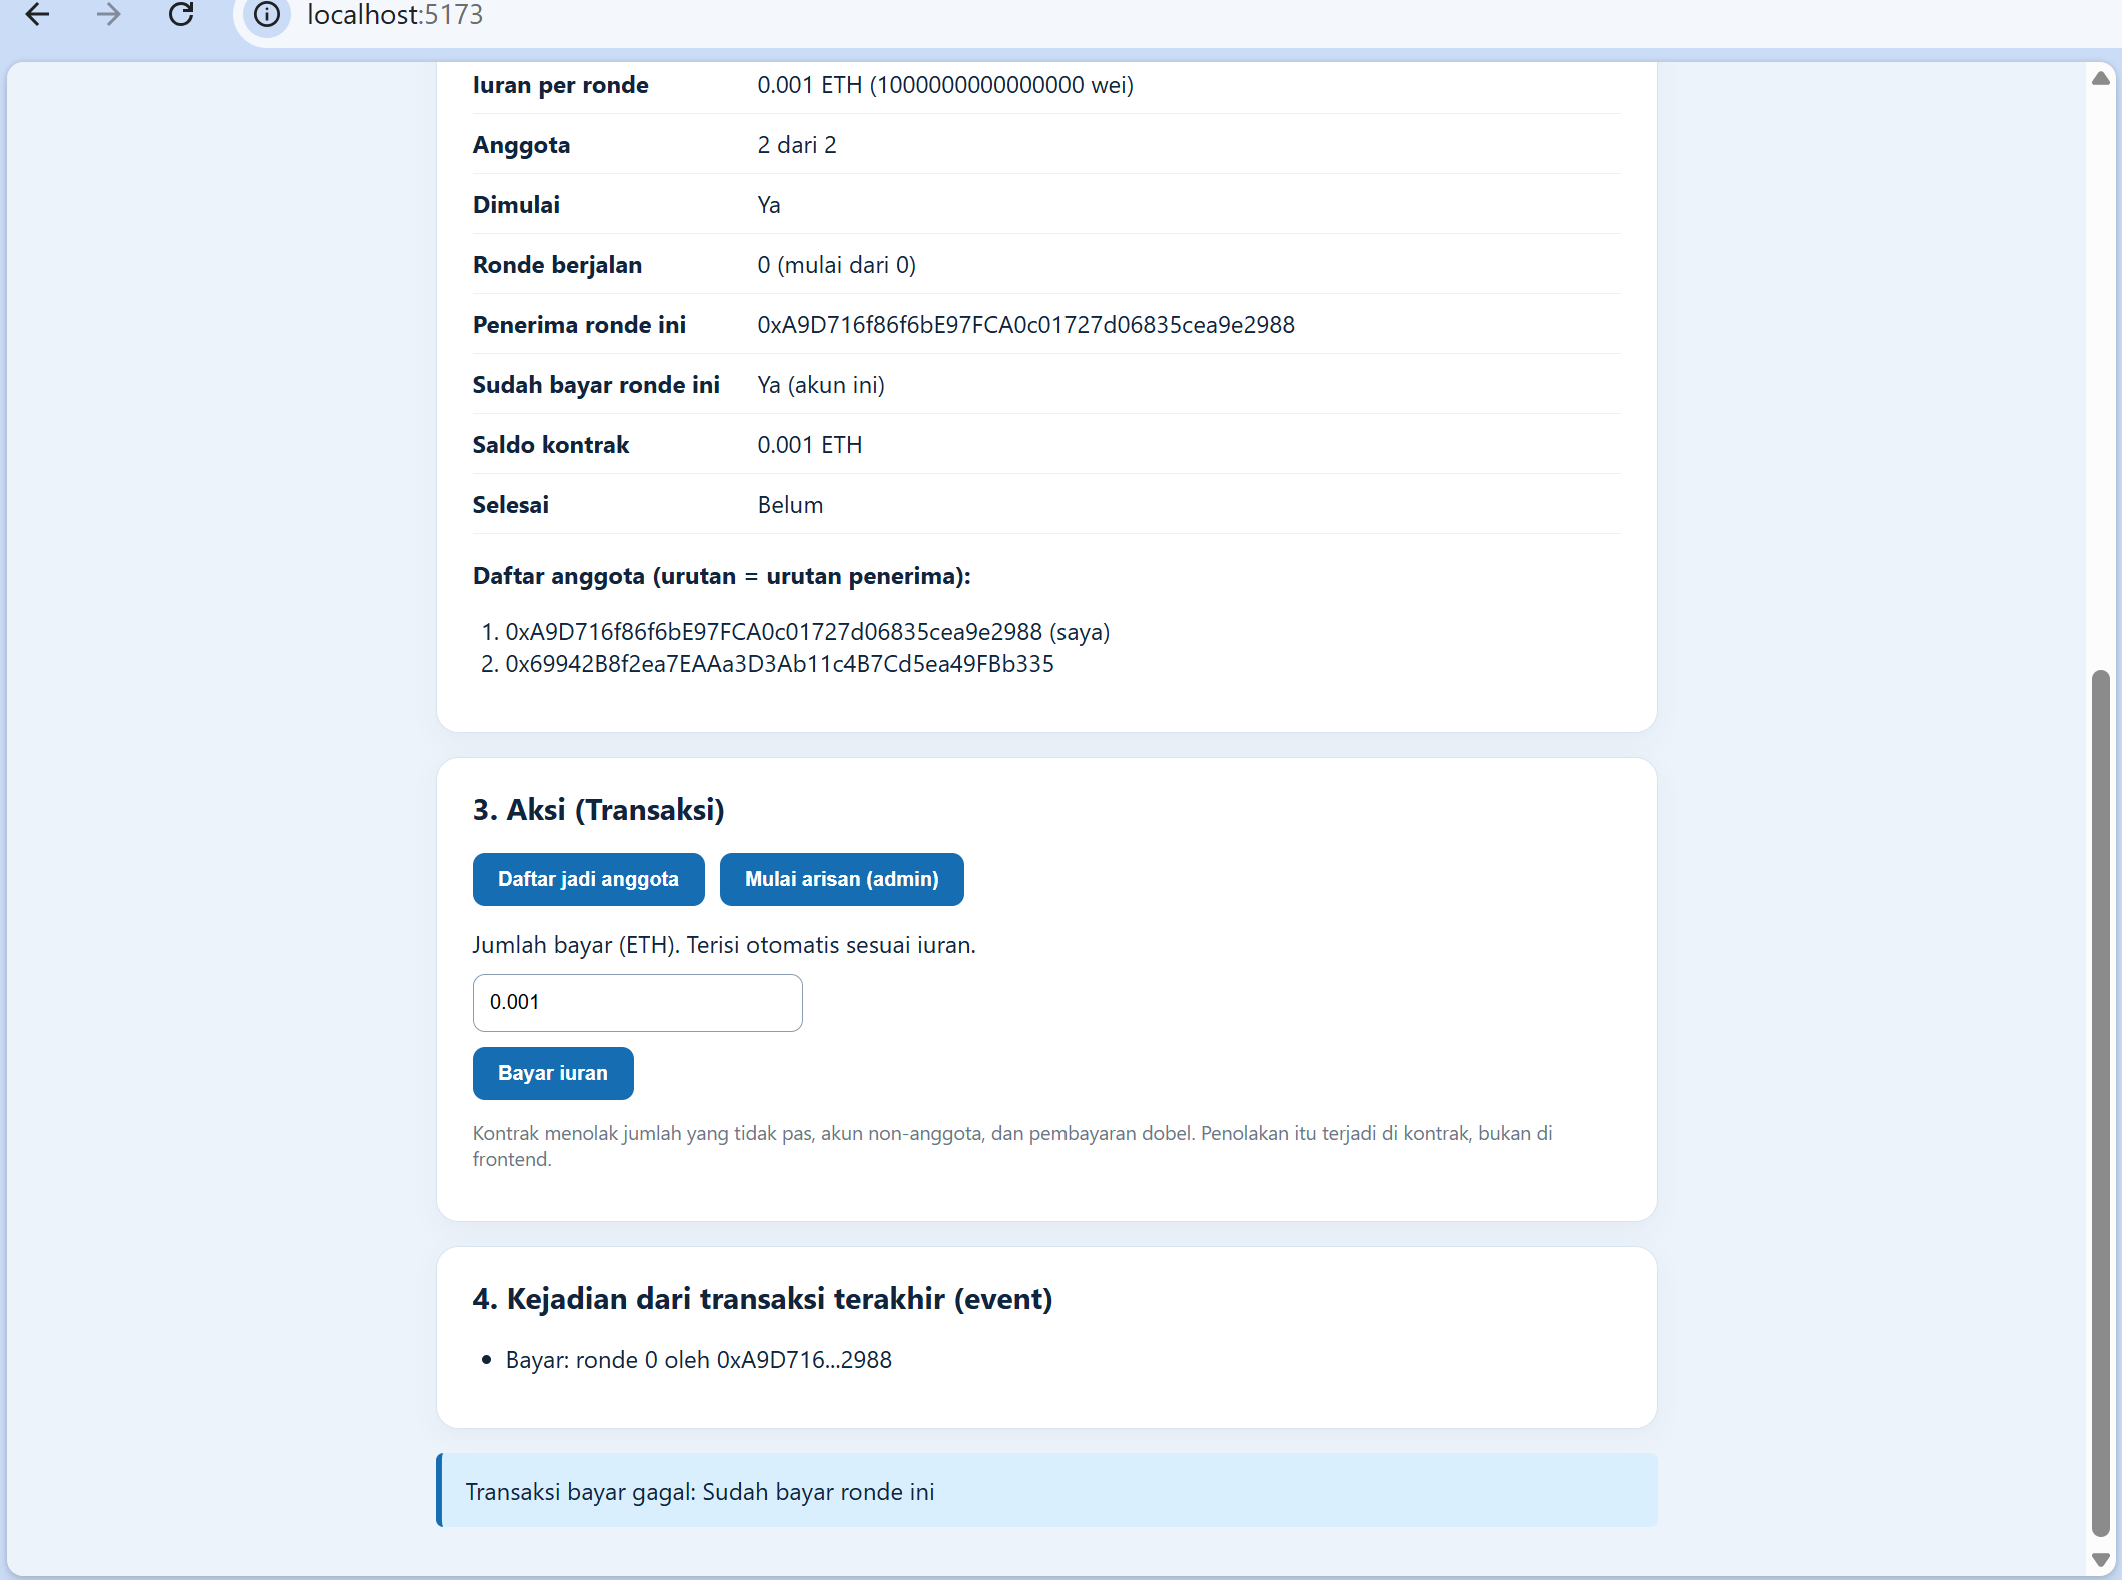 localhost:5173
Iuran per ronde 0.001 ETH (1000000000000000 wei)
Anggota 2 dari 2
Dimulai Ya
Ronde berjalan 0 (mulai dari 0)
Penerima ronde ini 0xA9D716f86f6bE97FCA0c01727d06835cea9e2988
Sudah bayar ronde ini Ya (akun ini)
Saldo kontrak 0.001 ETH
Selesai Belum
Daftar anggota (urutan = urutan penerima):
1. 0xA9D716f86f6bE97FCA0c01727d06835cea9e2988 (saya)
2. 0x69942B8f2ea7EAAa3D3Ab11c4B7Cd5ea49FBb335
3. Aksi (Transaksi)
Daftar jadi anggota Mulai arisan (admin)
Jumlah bayar (ETH). Terisi otomatis sesuai iuran.
0.001
Bayar iuran
Kontrak menolak jumlah yang tidak pas, akun non-anggota, dan pembayaran dobel. Penolakan itu terjadi di kontrak, bukan di
frontend.
4. Kejadian dari transaksi terakhir (event)
• Bayar: ronde 0 oleh 0xA9D716...2988
Transaksi bayar gagal: Sudah bayar ronde ini